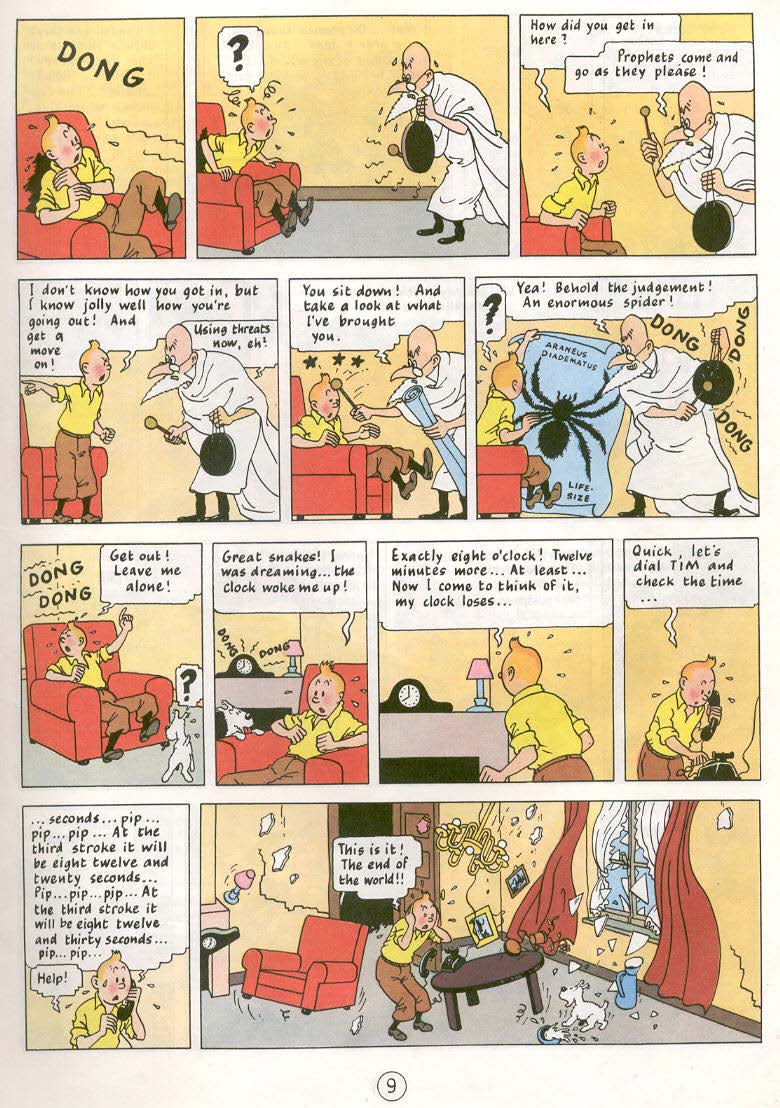 DONG
?
How did you get in
here?
Prophets come and
go as they please!
I don't know how you got in, but
I know jolly well how you're
going out! And
get a
move
on!
Using threats
now, eh?
You sit down! And
take a look at what
I've brought
you.
?
Yea! Behold the judgement!
An enormous spider!
ARANEUS
DIADEMATUS
LIFE-
SIZE
DONG
DONG
DONG
DONG
DONG
Get out!
Leave me
alone!
?
Great snakes! I
was dreaming... the
clock woke me up!
DONG
DONG
Exactly eight o'clock! Twelve
minutes more... At least...
Now I come to think of it,
my clock loses...
Quick, let's
dial TIM and
check the time
...
... seconds... pip...
pip... pip... At the
third stroke it will
be eight twelve and
twenty seconds...
Pip... pip... pip... At
the third stroke it
will be eight twelve
and thirty seconds...
pip... pip...
Help!
This is it!
The end of
the world!!
9